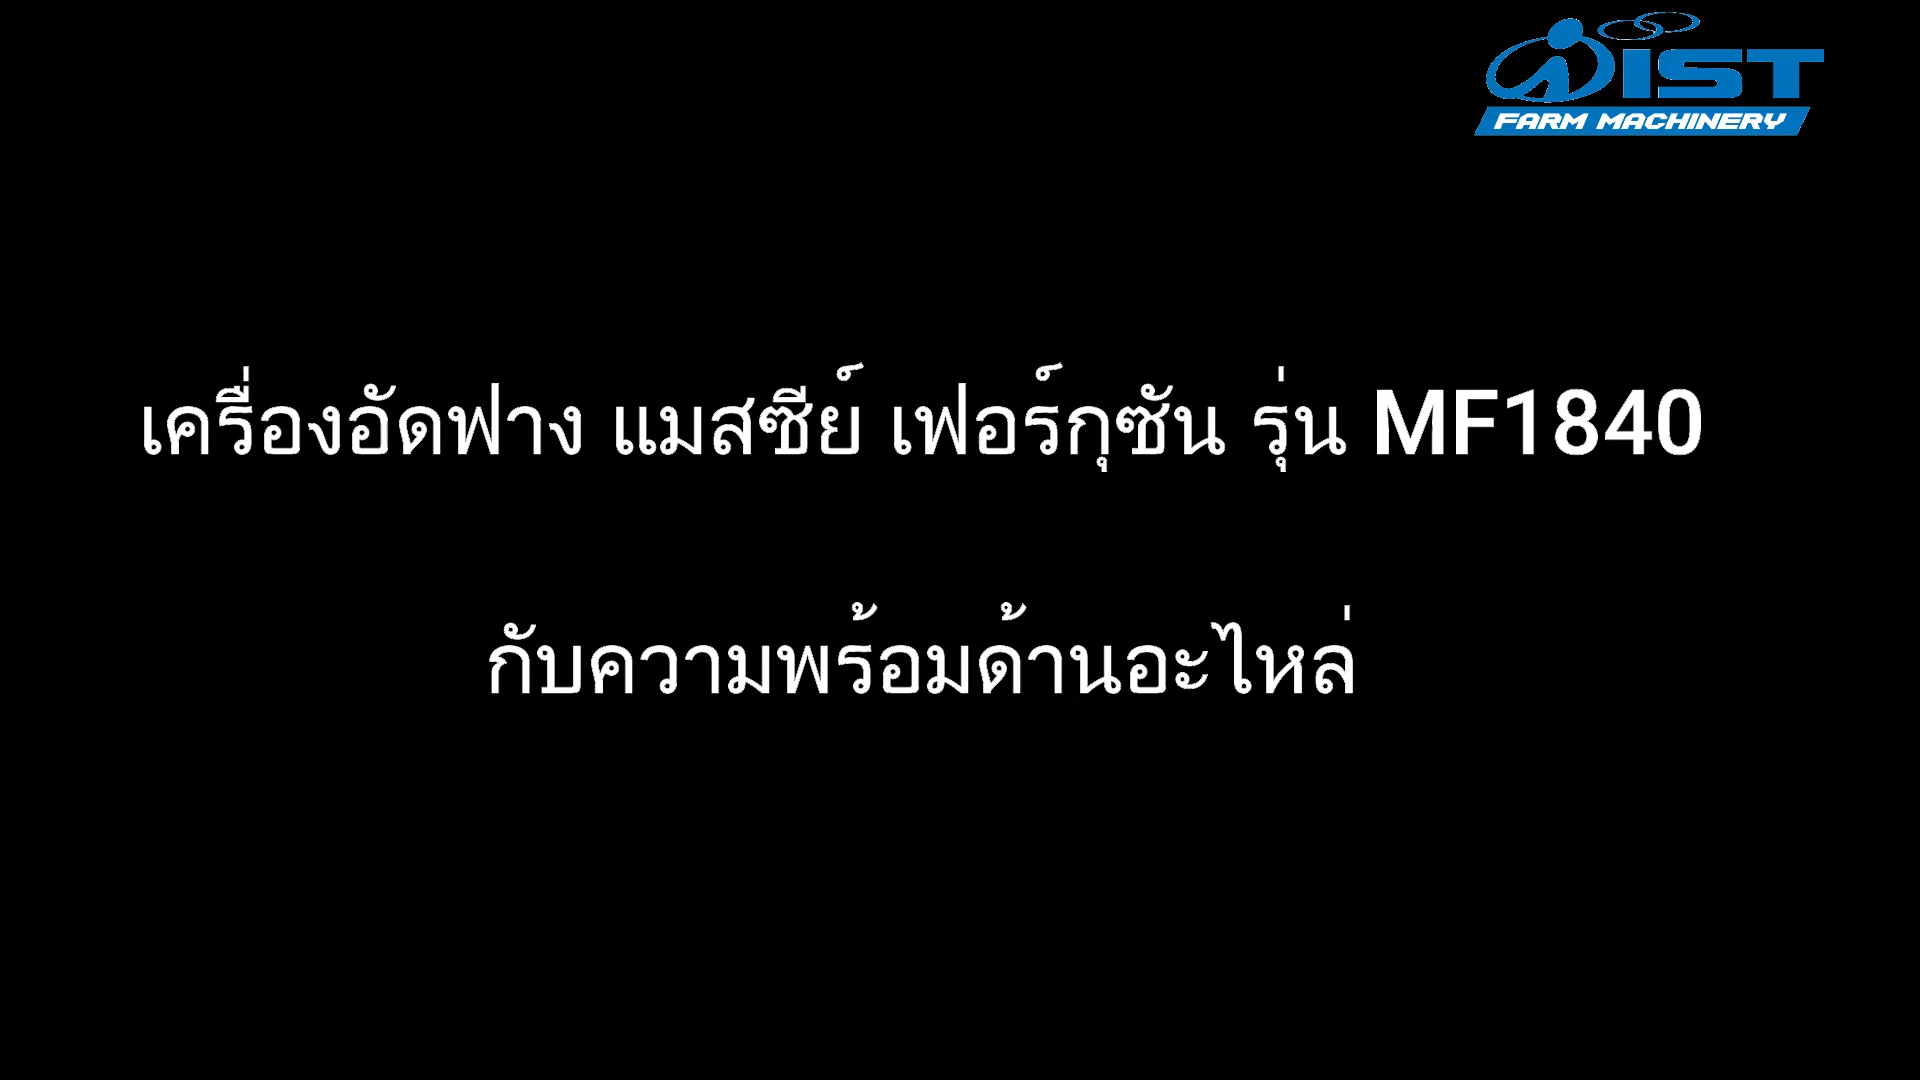 IST
FARM MACHINERY
เครื่องอัดฟาง แมสซีย์ เฟอร์กุซัน รุ่น MF1840
กับความพร้อมด้านอะไหล่